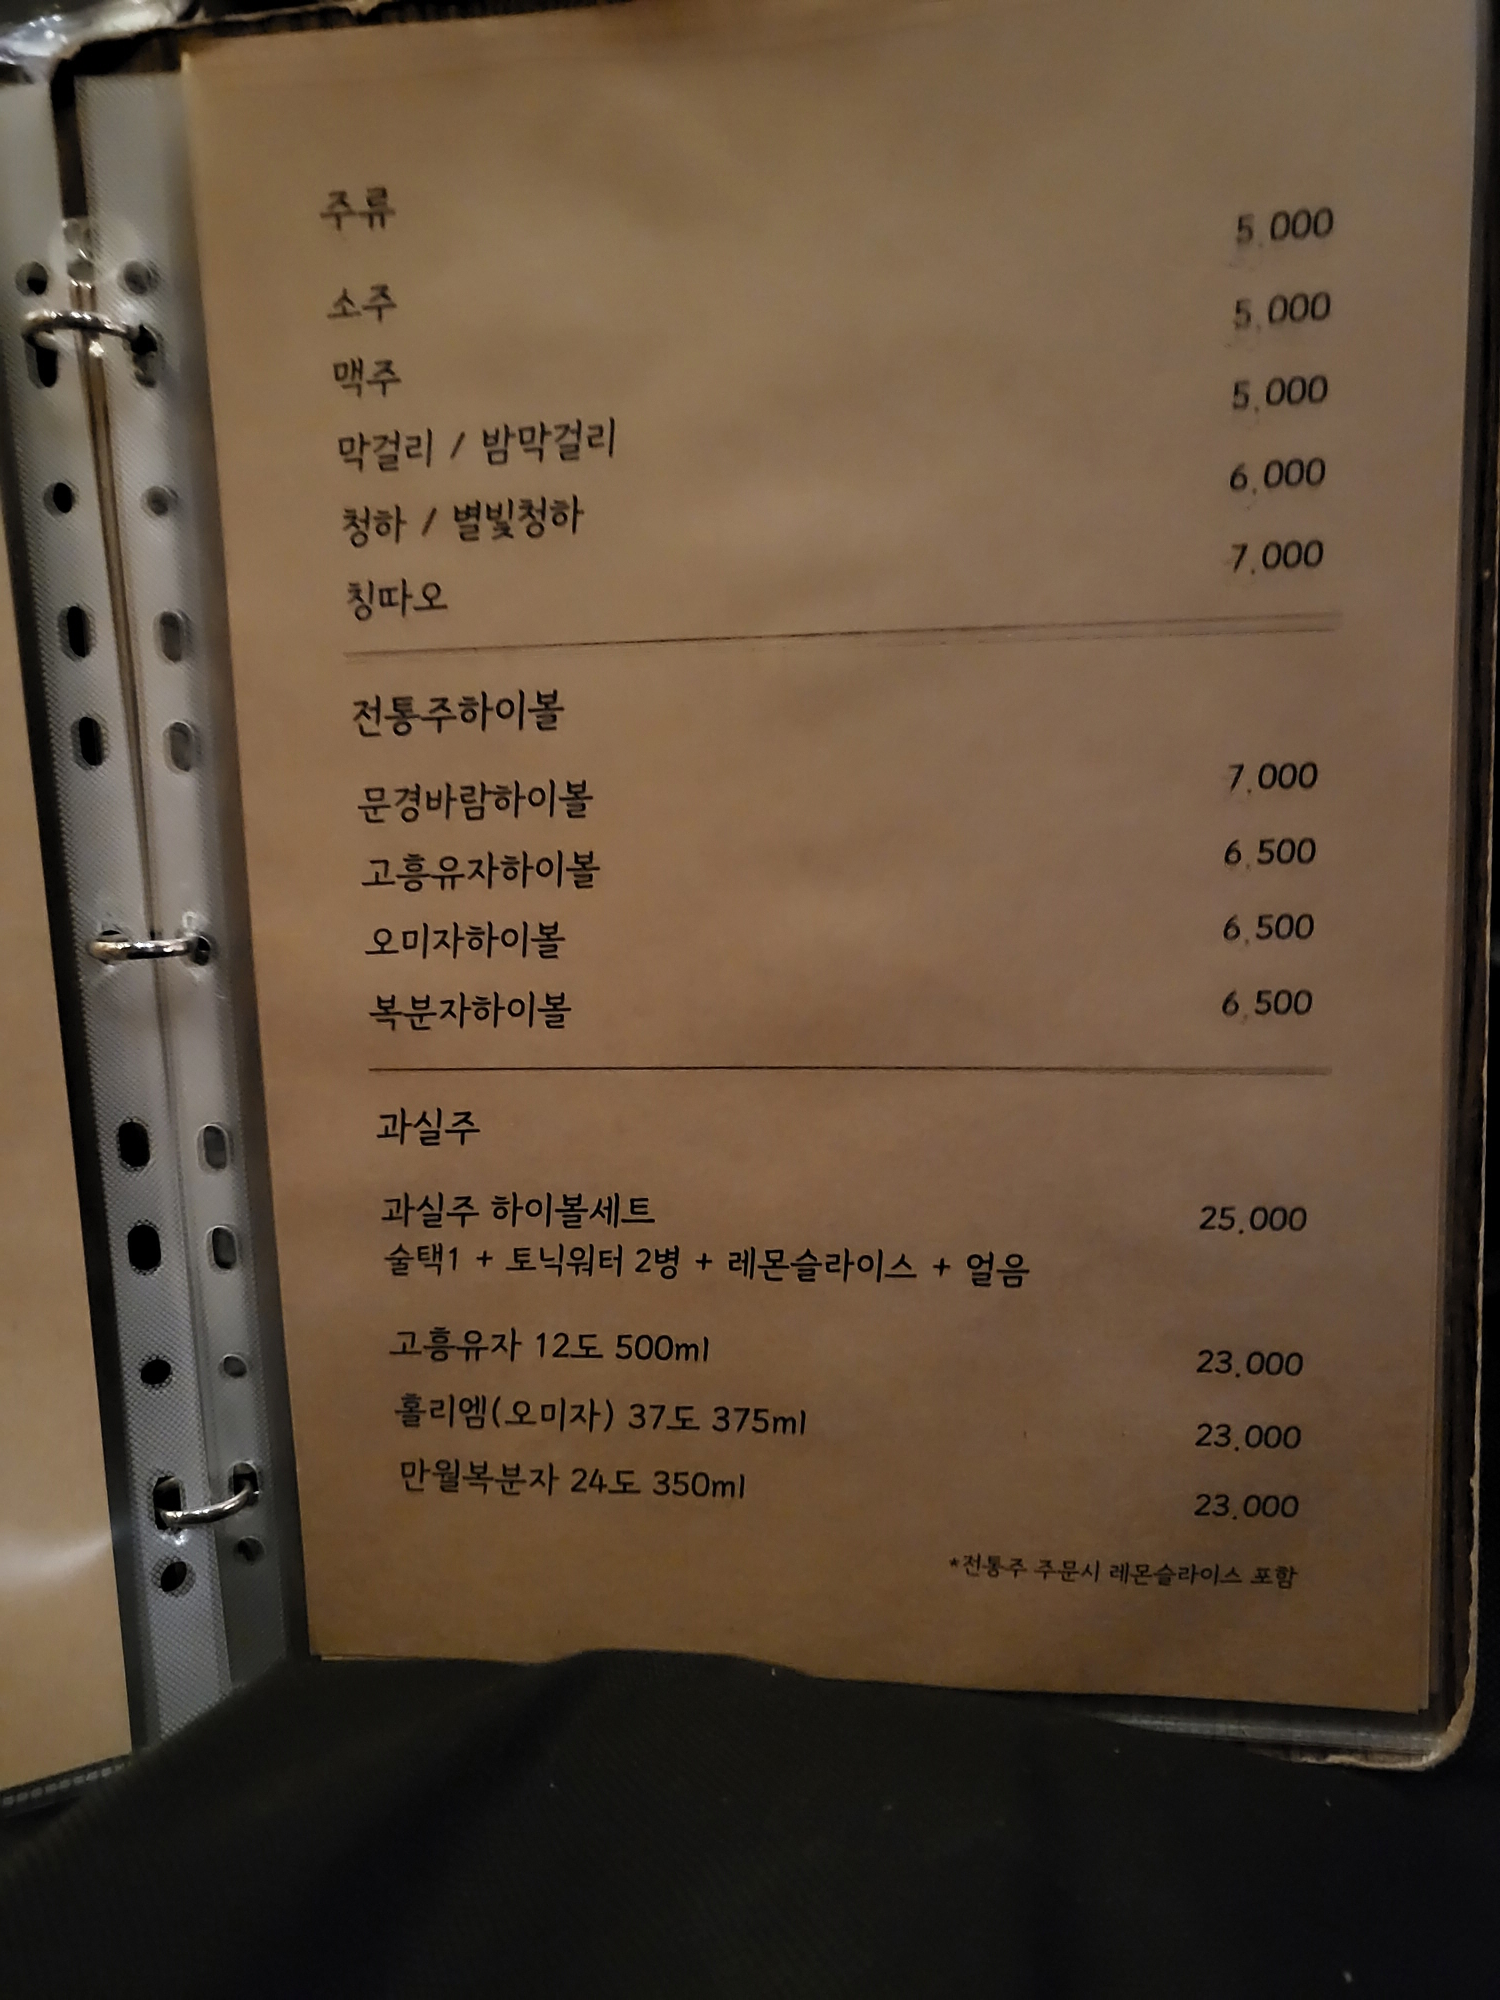 주류
소주 5,000
맥주 5,000
막걸리 / 밤막걸리 5,000
청하 / 별빛청하 6,000
칭따오 7,000
전통주하이볼
문경바람하이볼 7,000
고흥유자하이볼 6,500
오미자하이볼 6,500
복분자하이볼 6,500
과실주
과실주 하이볼세트 25,000
술택1 + 토닉워터 2병 + 레몬슬라이스 + 얼음
고흥유자 12도 500ml 23,000
홀리엠(오미자) 37도 375ml 23,000
만월복분자 24도 350ml 23,000
*전통주 주문시 레몬슬라이스 포함